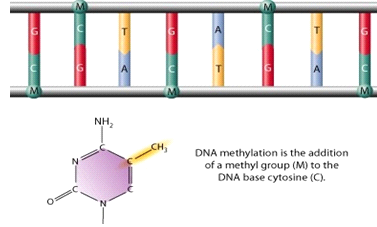 M M
G C T G A C T G
C G A C T G A C
M M M
NH₂
C
CH₃
N C
C C
O N
DNA methylation is the addition
of a methyl group (M) to the
DNA base cytosine (C).